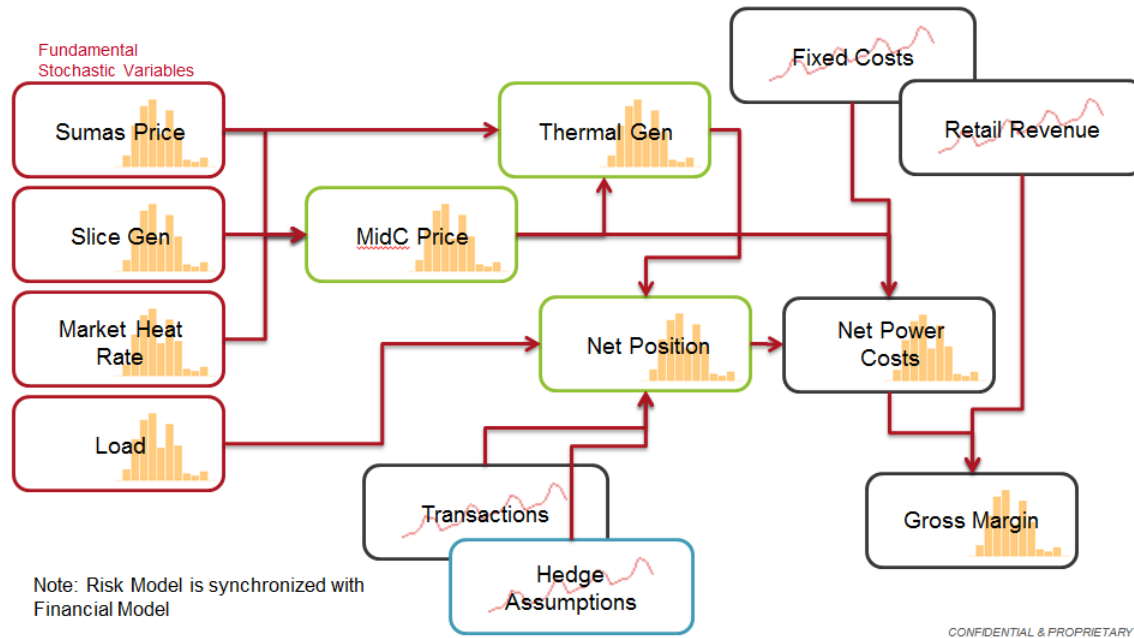 Fundamental
Stochastic Variables
Sumas Price
Slice Gen
Market Heat
Rate
Load
Thermal Gen
MidC Price
Net Position
Fixed Costs
Retail Revenue
Net Power
Costs
Transactions
Hedge
Assumptions
Gross Margin
Note: Risk Model is synchronized with
Financial Model
CONFIDENTIAL & PROPRIETARY